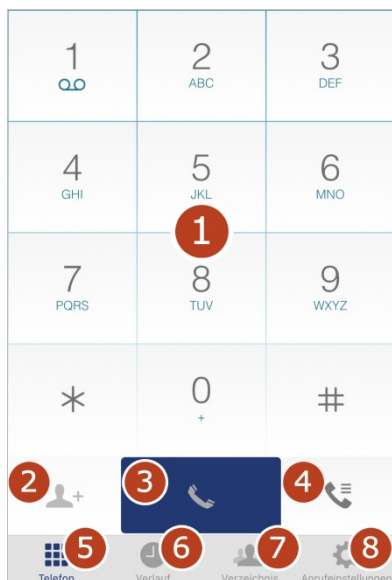 1 2 3
ABC DEF
4 5 6
GHI JKL MNO
1
7 8 9
PQRS TUV WXYZ
* 0 #
+
2 + 3 4
5 6 7 8
Telefon Verlauf Verzeichnis Anrufeinstellungen